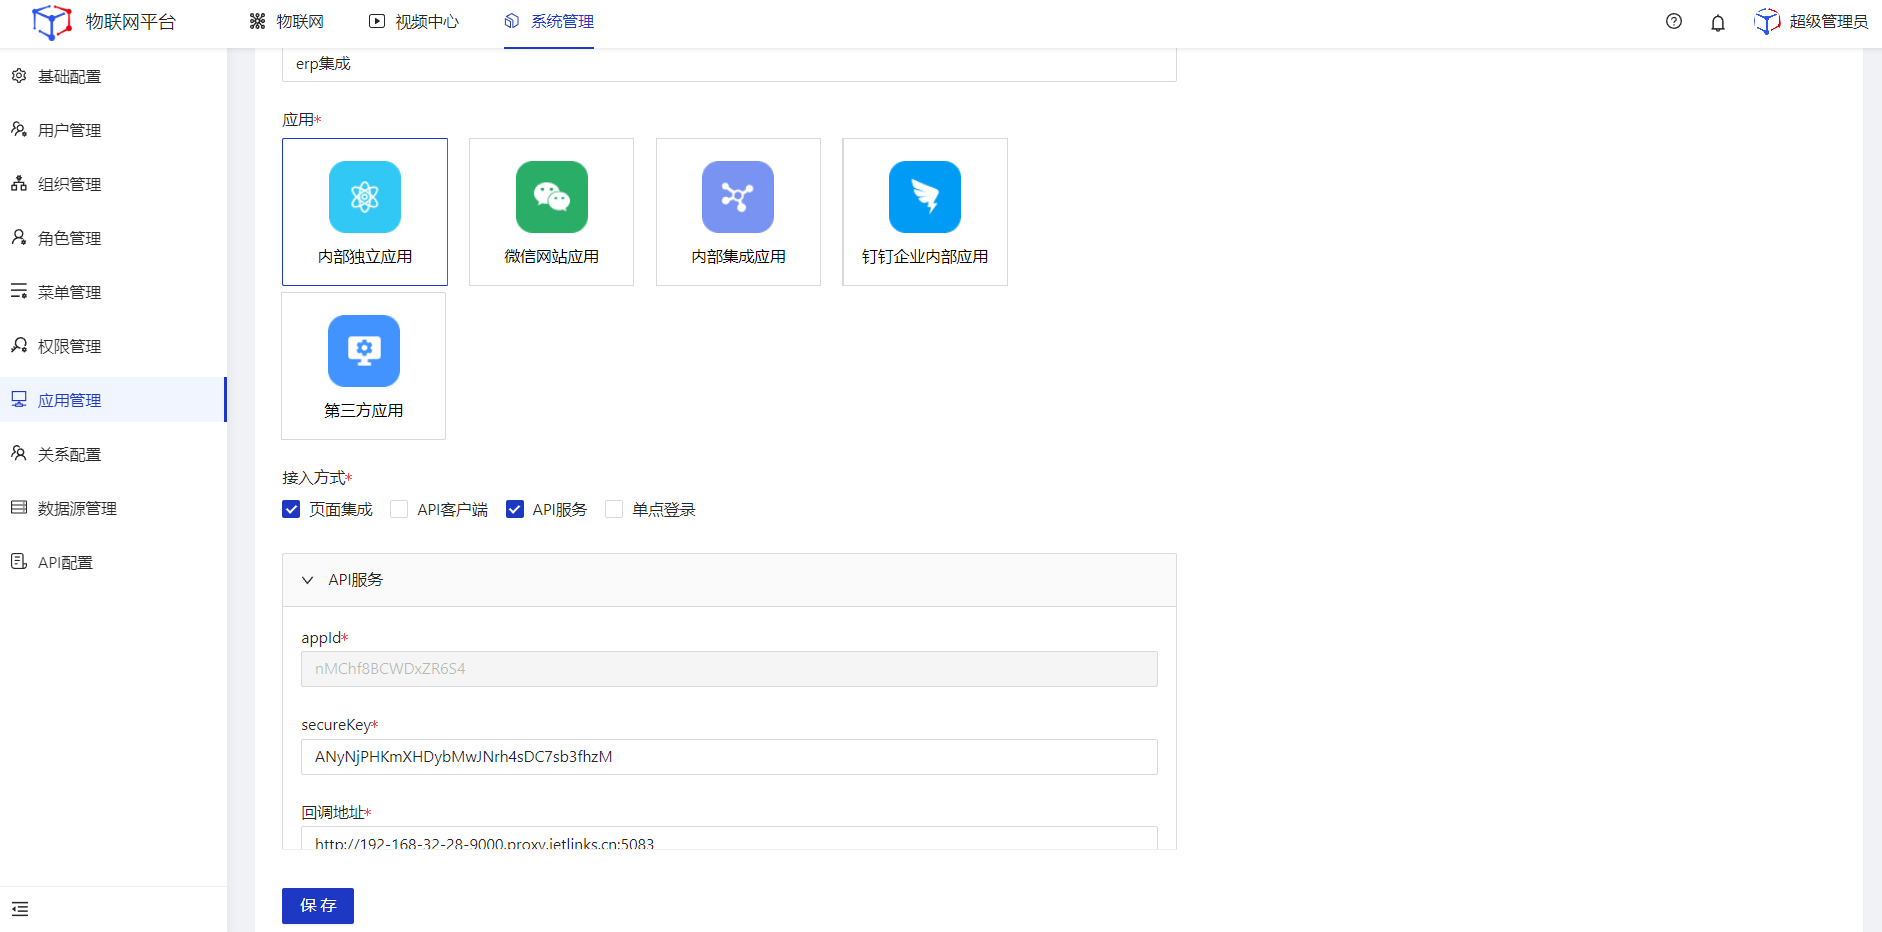 物联网平台
物联网
视频中心
系统管理
超级管理员
基础配置
用户管理
组织管理
角色管理
菜单管理
权限管理
应用管理
关系配置
数据源管理
API配置
erp集成
应用*
内部独立应用
微信网站应用
内部集成应用
钉钉企业内部应用
第三方应用
接入方式*
页面集成
API客户端
API服务
单点登录
API服务
appId*
nMChf8BCWDxZR6S4
secureKey*
ANyNjPHKmXHDybMwJNrh4sDC7sb3fhzM
回调地址*
http://192-168-32-28-9000.proxy.jetlinks.cn:5083
保存